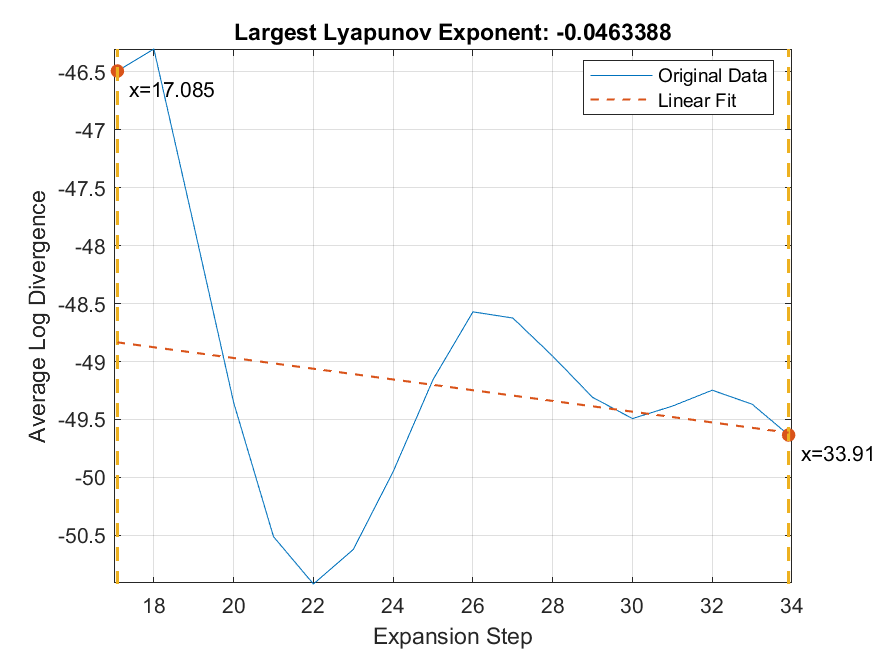 Largest Lyapunov Exponent: -0.0463388
Original Data
Linear Fit
x=17.085
x=33.91
-46.5
-47
-47.5
-48
-48.5
-49
-49.5
-50
-50.5
Average Log Divergence
18 20 22 24 26 28 30 32 34
Expansion Step